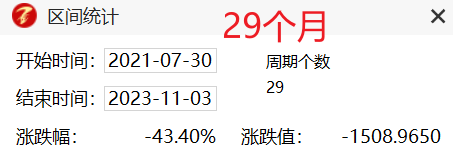 区间统计
29个月
开始时间： 2021-07-30
周期个数
29
结束时间： 2023-11-03
涨跌幅： -43.40% 涨跌值： -1508.9650